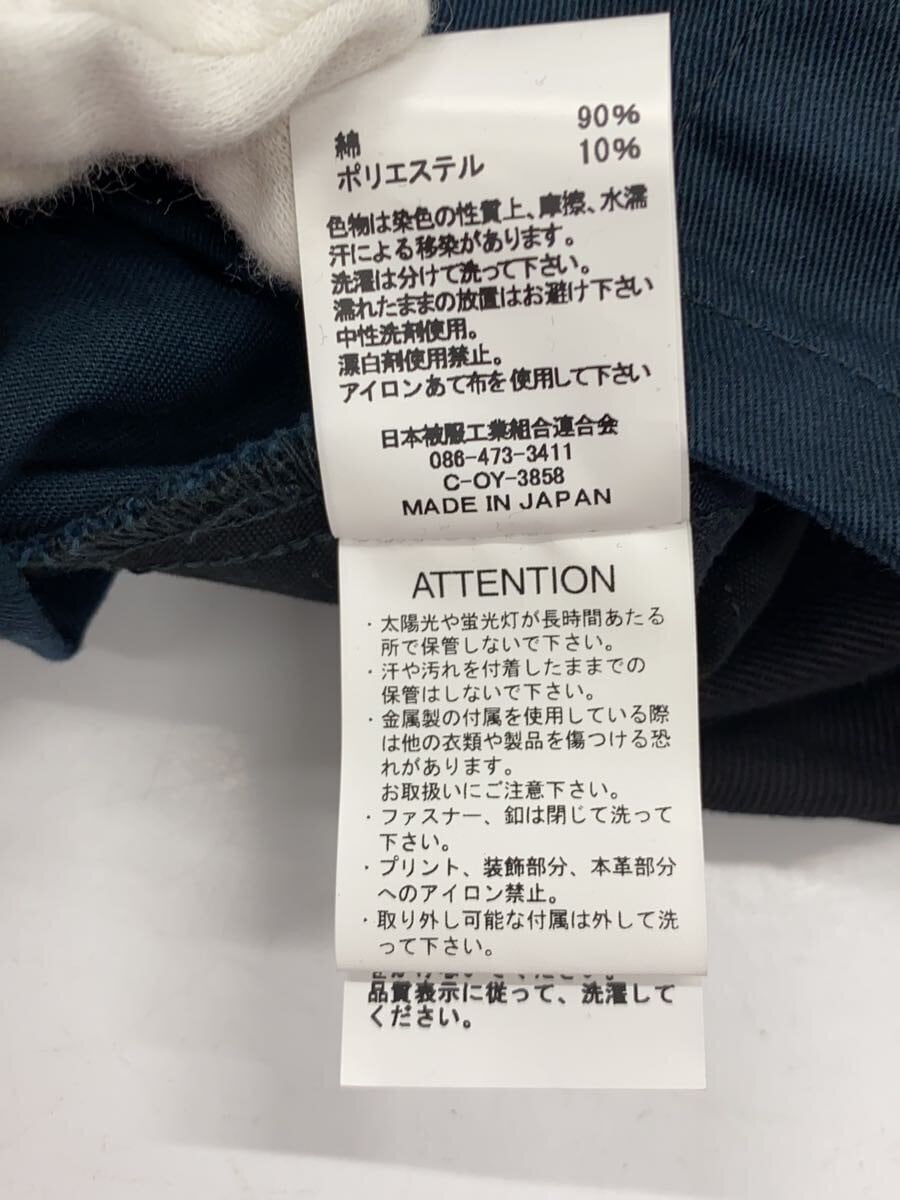 綿 90%
ポリエステル 10%
色物は染色の性質上、摩擦、水濡
汗による移染があります。
洗濯は分けて洗って下さい。
濡れたままの放置はお避け下さい
中性洗剤使用。
漂白剤使用禁止。
アイロンあて布を使用して下さい
日本被服工業組合連合会
086-473-3411
C-OY-3858
MADE IN JAPAN
ATTENTION
・太陽光や蛍光灯が長時間あたる
所で保管しないで下さい。
・汗や汚れを付着したままでの
保管はしないで下さい。
・金属製の付属を使用している際
は他の衣類や製品を傷つける恐
れがあります。
お取扱いにご注意下さい。
・ファスナー、釦は閉じて洗って
下さい。
・プリント、装飾部分、本革部分
へのアイロン禁止。
・取り外し可能な付属は外して洗
って下さい。
品質表示に従って、洗濯して
ください。